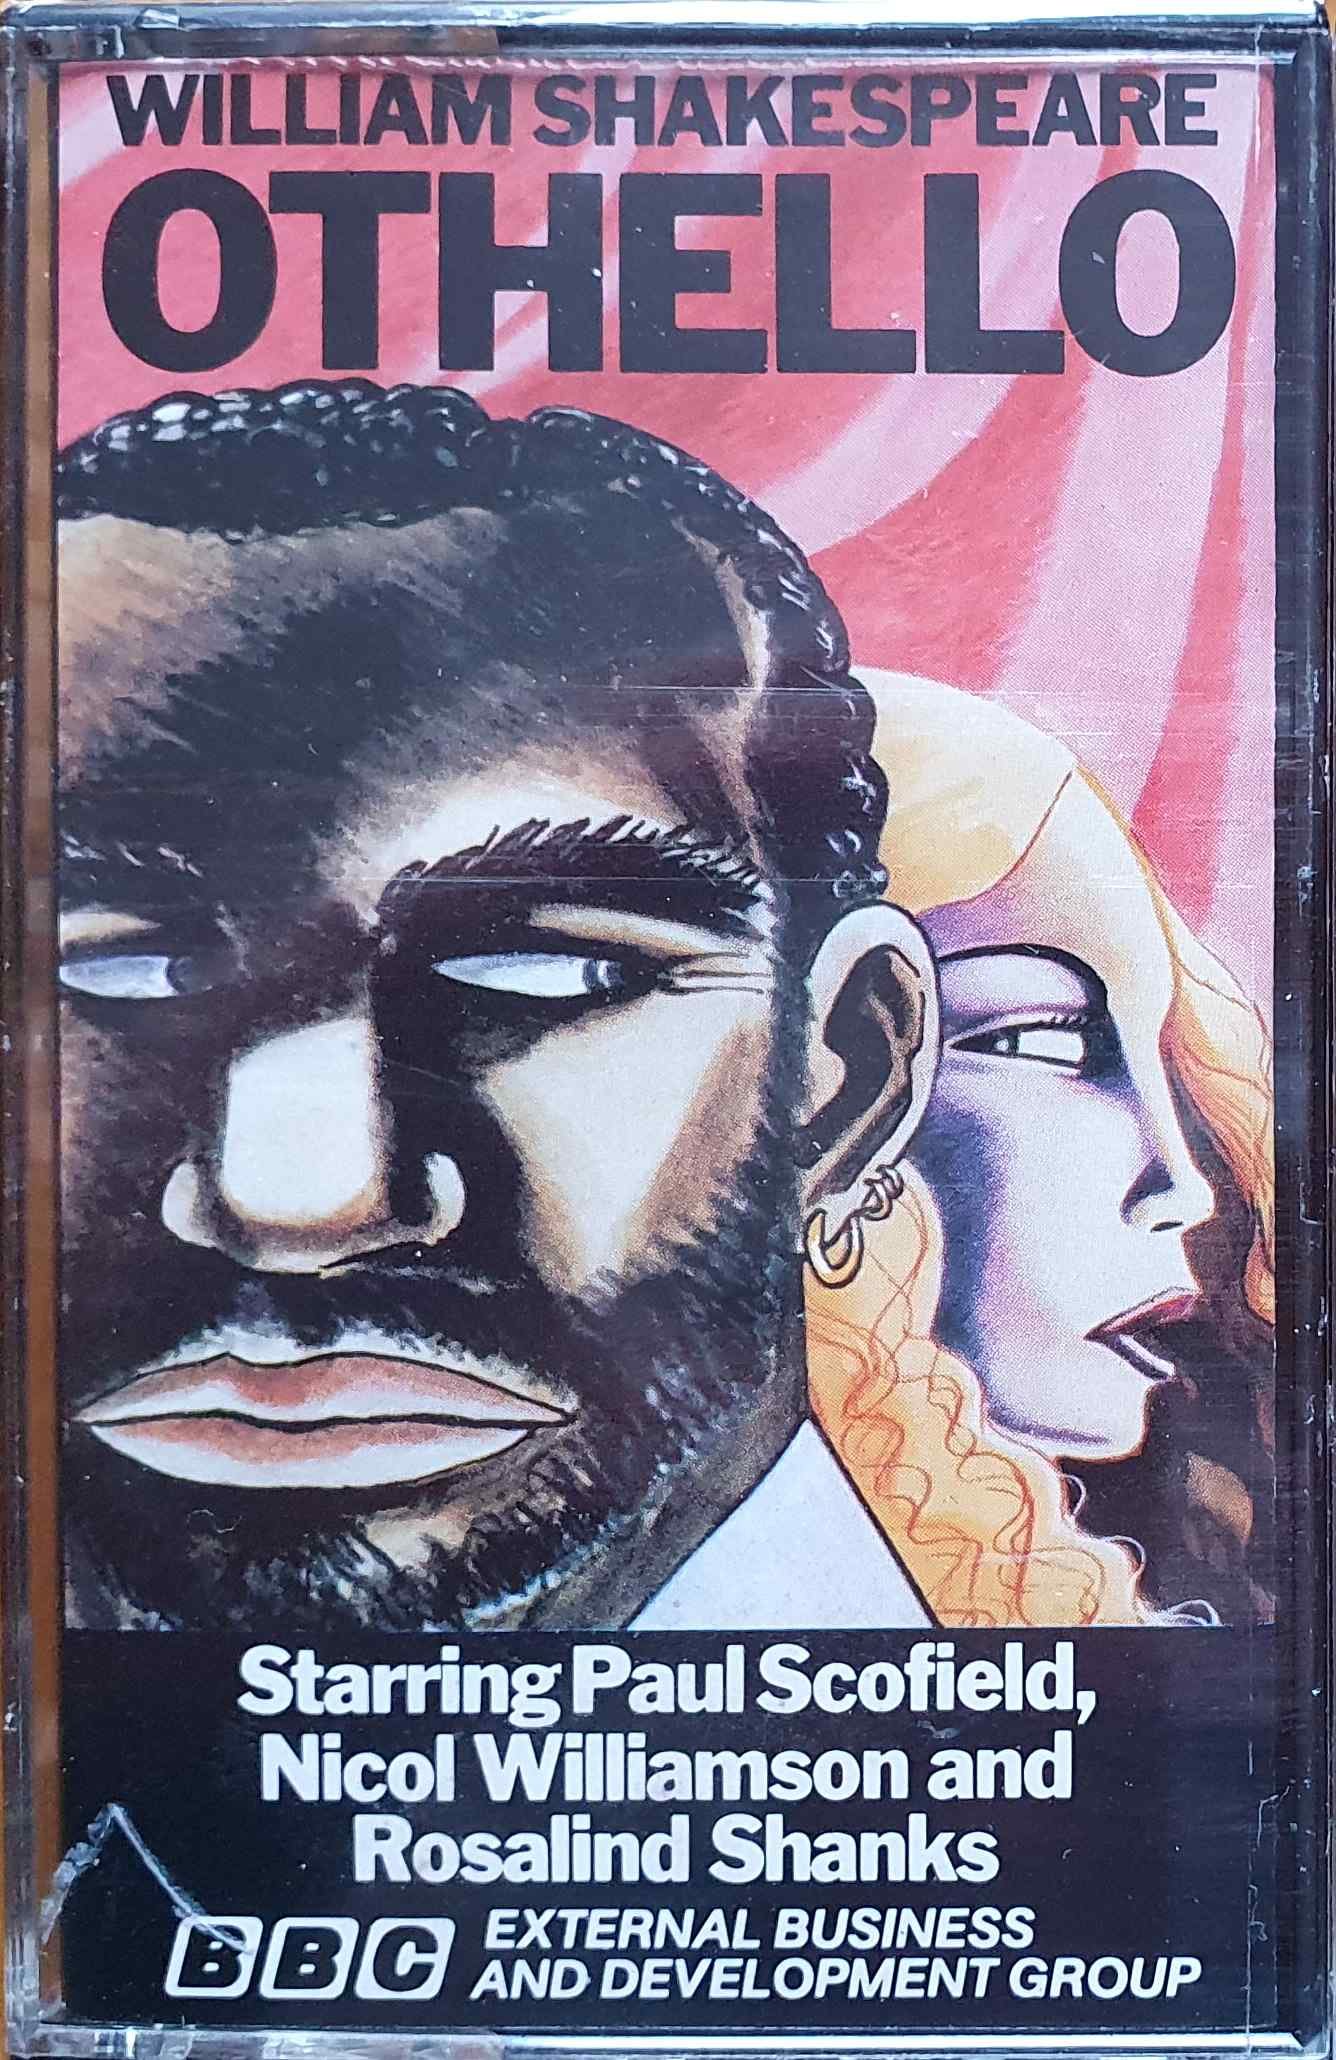 WILLIAM SHAKESPEARE
OTHELLO
Starring Paul Scofield,
Nicol Williamson and
Rosalind Shanks
BBC EXTERNAL BUSINESS
AND DEVELOPMENT GROUP